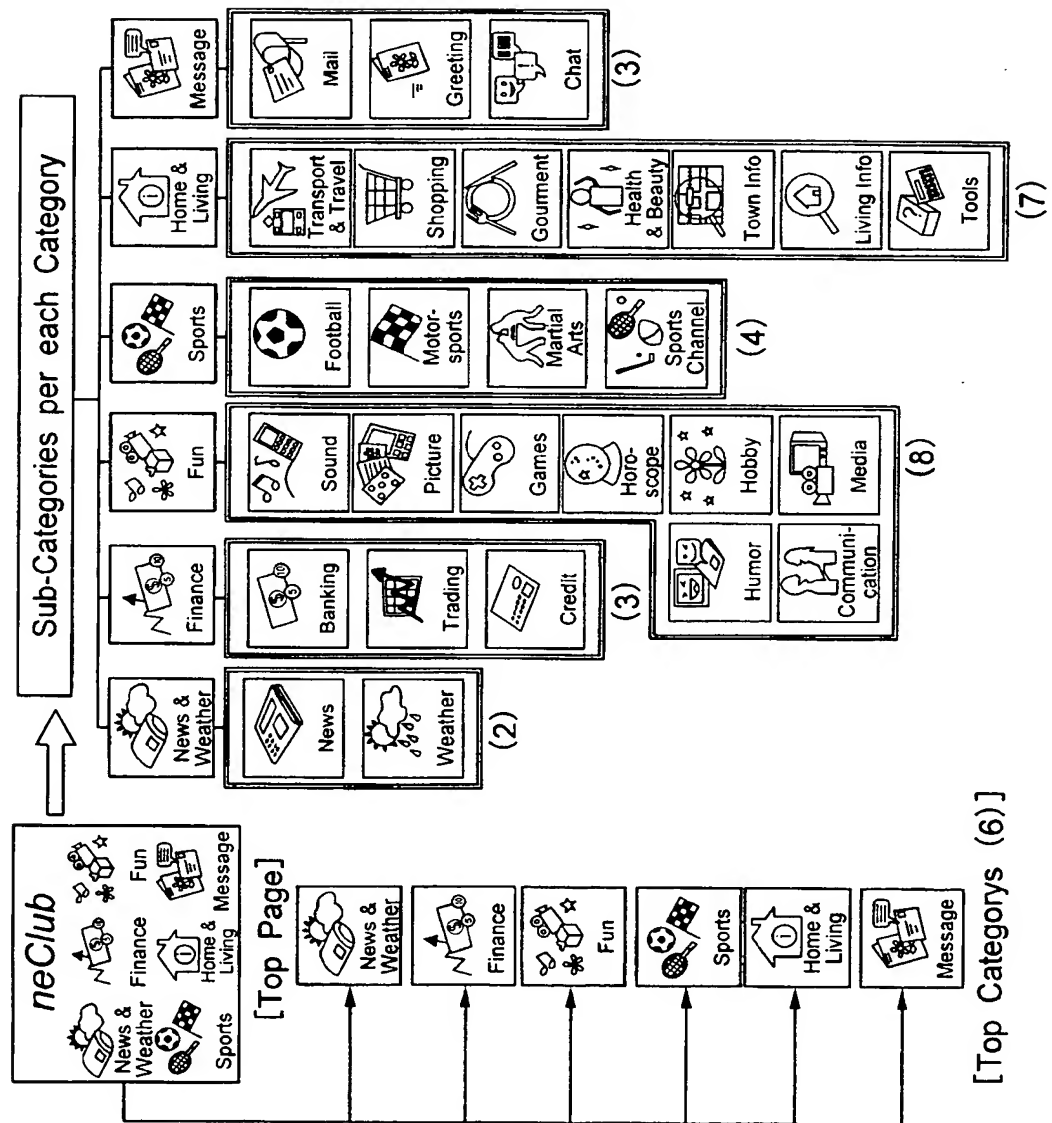 neClub
News &
Weather
Finance
Fun
Sports
Home &
Living
Message
[Top Page]
News &
Weather
Finance
Fun
Sports
Home &
Living
Message
[Top Categorys (6)]
Sub-Categories per each Category
News &
Weather
News
Weather
(2)
Finance
Banking
Trading
Credit
(3)
Fun
Sound
Picture
Games
Horo-
scope
Hobby
Media
Humor
Communi-
cation
(8)
Sports
Football
Motor-
sports
Martial
Arts
Sports
Channel
(4)
Home &
Living
Transport
& Travel
Shopping
Gourment
Health
& Beauty
Town Info
Living Info
Tools
(7)
Message
Mail
Greeting
Chat
(3)